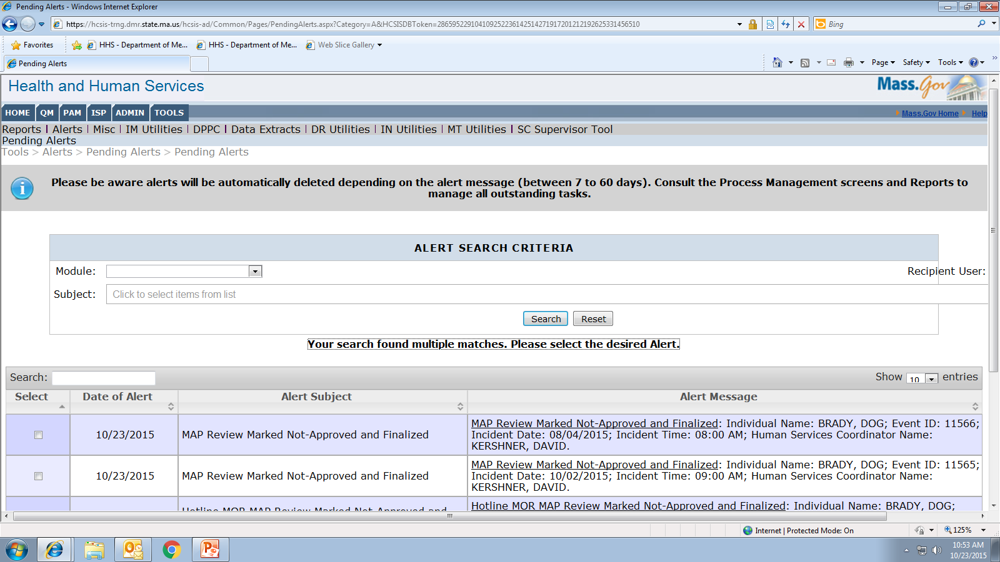 Pending Alerts - Windows Internet Explorer
https://hcsis-trng.dmr.state.ma.us/hcsis-ad/Common/Pages/PendingAlerts.aspx?Category=A&HCSISDBToken=286595229104109252236142514271917201212192625331456510
Bing
Favorites
HHS - Department of Me...
HHS - Department of Me...
Web Slice Gallery
Pending Alerts
Page
Safety
Tools
Health and Human Services
Mass.Gov
HOME QM PAM ISP ADMIN TOOLS
Mass.Gov Home Help
Reports | Alerts | Misc | IM Utilities | DPPC | Data Extracts | DR Utilities | IN Utilities | MT Utilities | SC Supervisor Tool
Pending Alerts
Tools > Alerts > Pending Alerts > Pending Alerts
Please be aware alerts will be automatically deleted depending on the alert message (between 7 to 60 days). Consult the Process Management screens and Reports to
manage all outstanding tasks.
ALERT SEARCH CRITERIA
Module:
Recipient User:
Subject: Click to select items from list
Search Reset
Your search found multiple matches. Please select the desired Alert.
Search:
Show 10 entries
Select Date of Alert Alert Subject Alert Message
10/23/2015 MAP Review Marked Not-Approved and Finalized
MAP Review Marked Not-Approved and Finalized: Individual Name: BRADY, DOG; Event ID: 11566;
Incident Date: 08/04/2015; Incident Time: 08:00 AM; Human Services Coordinator Name:
KERSHNER, DAVID.
10/23/2015 MAP Review Marked Not-Approved and Finalized
MAP Review Marked Not-Approved and Finalized: Individual Name: BRADY, DOG; Event ID: 11565;
Incident Date: 10/02/2015; Incident Time: 09:00 AM; Human Services Coordinator Name:
KERSHNER, DAVID.
Hotline MOR MAP Review Marked Not-Approved and
Hotline MOR MAP Review Marked Not-Approved and Finalized: Individual Name: BRADY, DOG;
Internet | Protected Mode: On
125%
10:53 AM
10/23/2015